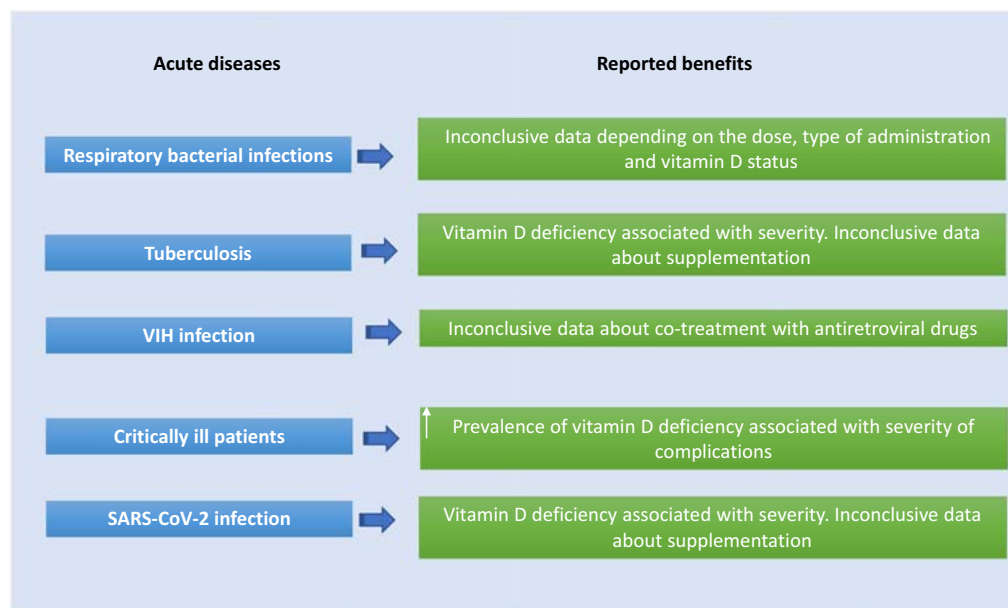 Acute diseases
Reported benefits
Respiratory bacterial infections
Inconclusive data depending on the dose, type of administration
and vitamin D status
Tuberculosis
Vitamin D deficiency associated with severity. Inconclusive data
about supplementation
VIH infection
Inconclusive data about co-treatment with antiretroviral drugs
Critically ill patients
Prevalence of vitamin D deficiency associated with severity of
complications
SARS-CoV-2 infection
Vitamin D deficiency associated with severity. Inconclusive data
about supplementation